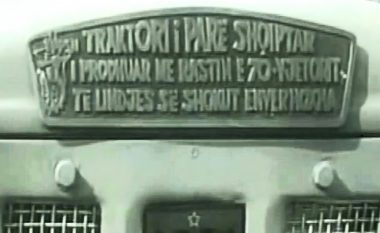 TRAKTORI i PARË SHQIPTAR
I PRODHUAR ME RASTIN E 70-VJETORIT
TË LINDJES SË SHOKUT ENVER HOXHA